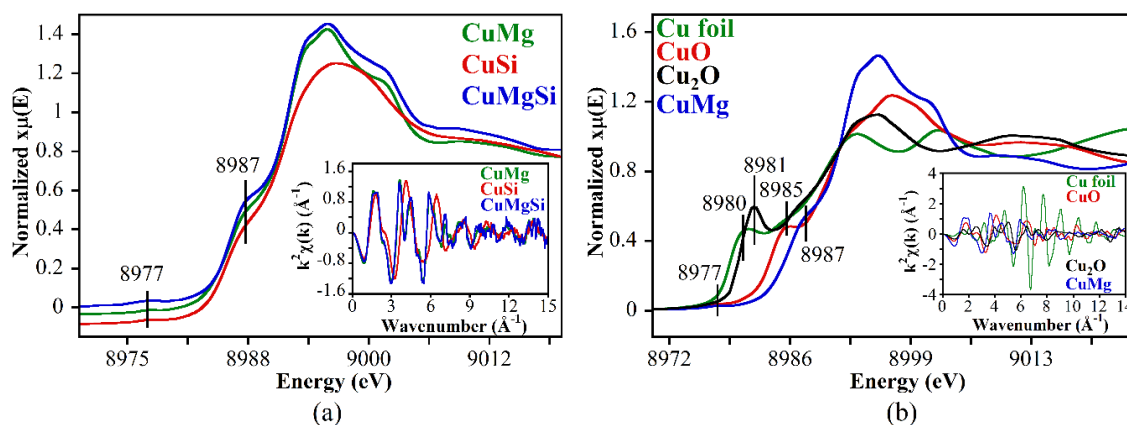 CuMg
CuSi
CuMgSi
1.4
1.2
1
0.8
0.6
0.4
0.2
0
Normalized xμ(E)
8987
8977
8975
8988
9000
9012
Energy (eV)
CuMg
CuSi
CuMgSi
1.6
0.8
0
-0.8
-1.6
k²χ(k) (Å⁻¹)
0 3 6 9 12 15
Wavenumber (Å⁻¹)
(a)
Cu foil
CuO
Cu₂O
CuMg
1.6
1.2
0.8
0.4
0
Normalized xμ(E)
8981
8980
8985
8977
8987
8972
8986
8999
9013
Energy (eV)
Cu foil
CuO
Cu₂O
CuMg
4
2
0
-2
-4
k²χ(k) (Å⁻¹)
0 2 4 6 8 10 12 14
Wavenumber (Å⁻¹)
(b)